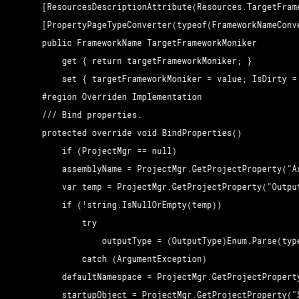 [ResourcesDescriptionAttribute(Resources.TargetFrame
[PropertyPageTypeConverter(typeof(FrameworkNameConve
public FrameworkName TargetFrameworkMoniker
get { return targetFrameworkMoniker; }
set { targetFrameworkMoniker = value; IsDirty =
#region Overriden Implementation
/// Bind properties.
protected override void BindProperties()
if (ProjectMgr == null)
assemblyName = ProjectMgr.GetProjectProperty("As
var temp = ProjectMgr.GetProjectProperty("Output
if (!string.IsNullOrEmpty(temp))
try
outputType = (OutputType)Enum.Parse(type
catch (ArgumentException)
defaultNamespace = ProjectMgr.GetProjectProperty
startupObject = ProjectMgr.GetProjectProperty("S